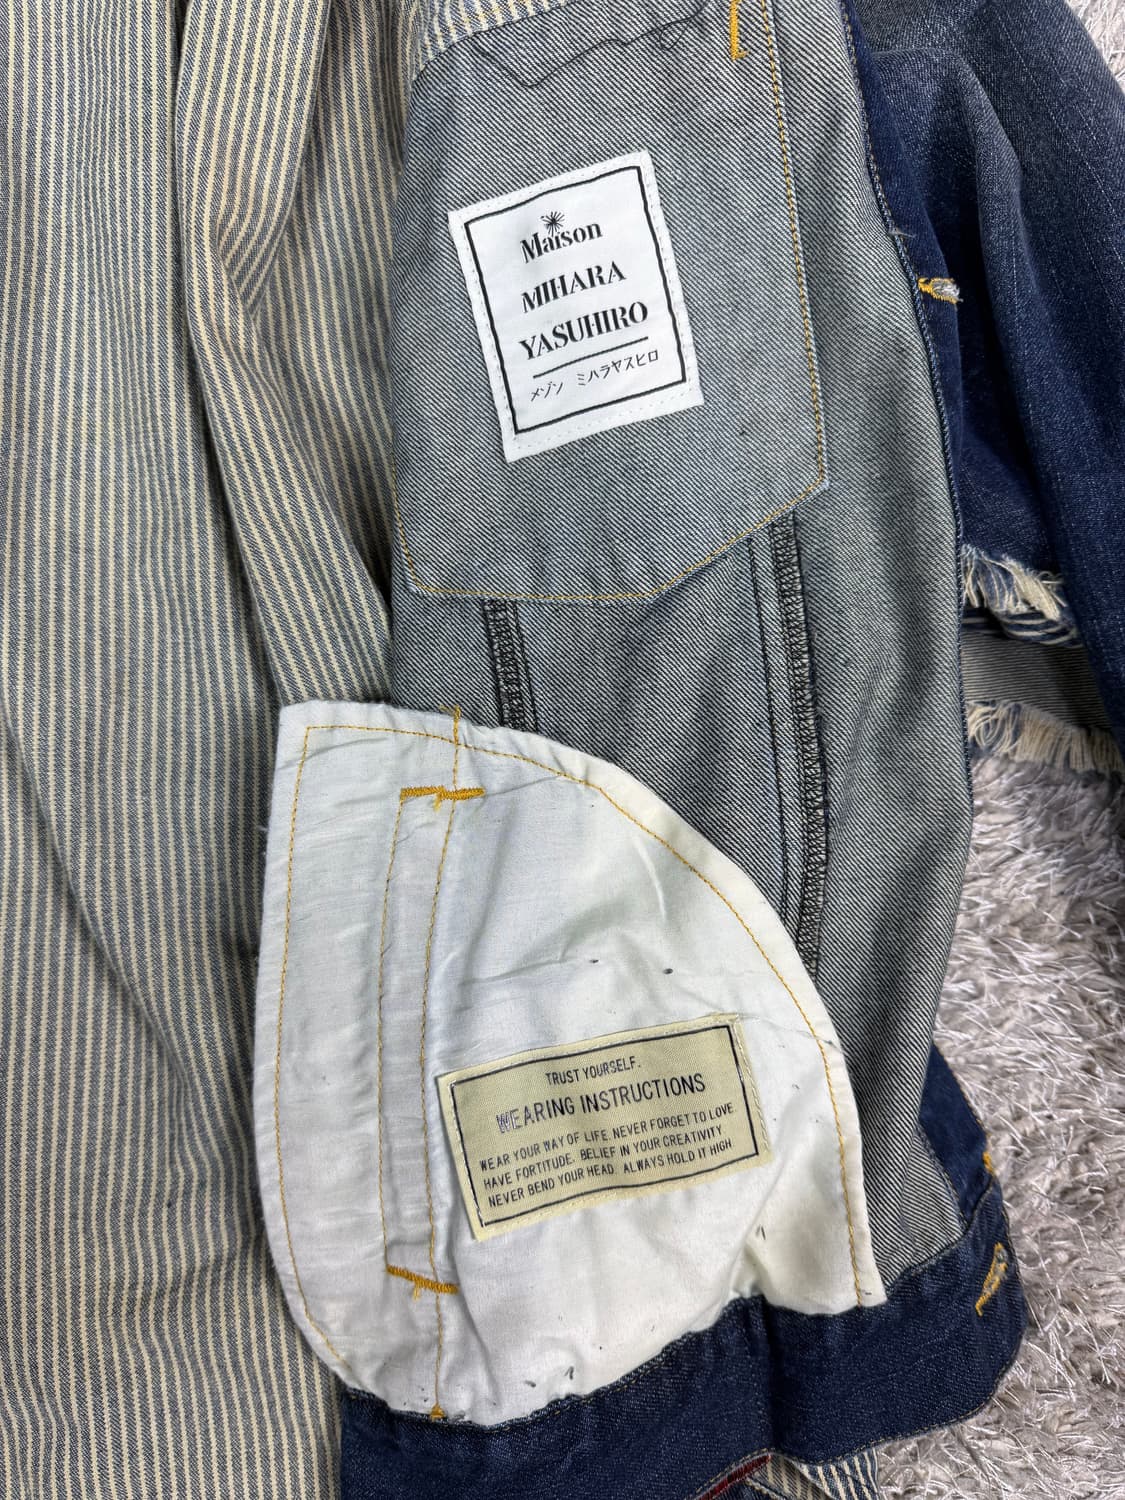 Maison
MIHARA
YASUHIRO
メゾン ミハラヤスヒロ
TRUST YOURSELF.
WEARING INSTRUCTIONS
WEAR YOUR WAY OF LIFE. NEVER FORGET TO LOVE
HAVE FORTITUDE. BELIEF IN YOUR CREATIVITY
NEVER BEND YOUR HEAD. ALWAYS HOLD IT HIGH